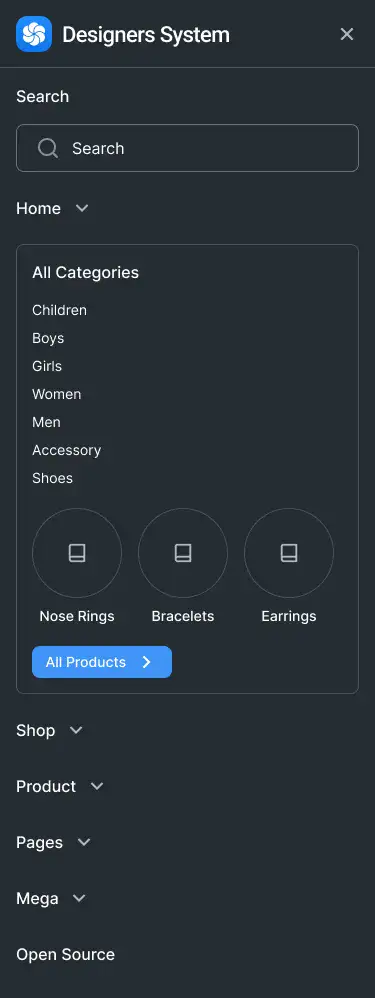 Designers System
Search
Search
Home
All Categories
Children
Boys
Girls
Women
Men
Accessory
Shoes
Nose Rings Bracelets Earrings
All Products
Shop
Product
Pages
Mega
Open Source